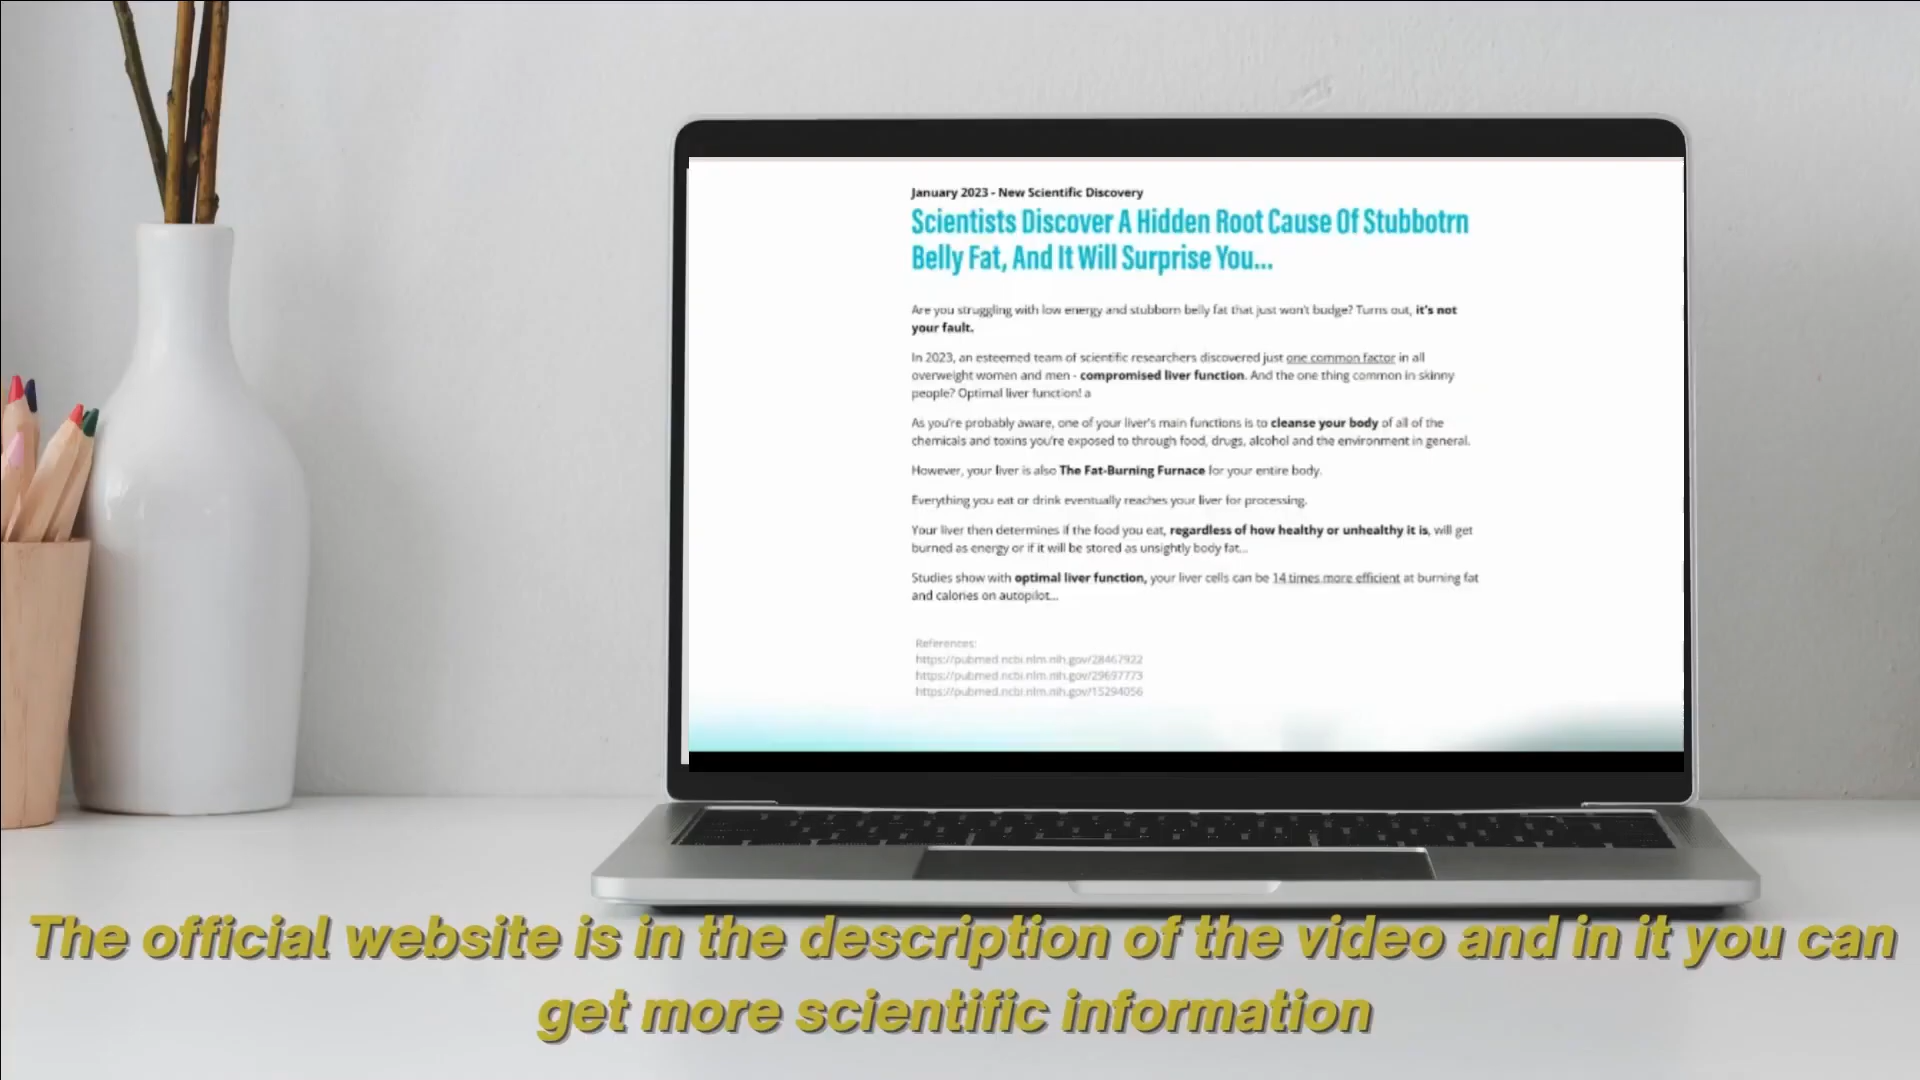 January 2023 - New Scientific Discovery
Scientists Discover A Hidden Root Cause Of Stubbotrn
Belly Fat, And It Will Surprise You...
Are you struggling with low energy and stubborn belly fat that just won't budge? Turns out, it's not
your fault.
In 2023, an esteemed team of scientific researchers discovered just one common factor in all
overweight women and men - compromised liver function. And the one thing common in skinny
people? Optimal liver function! a
As you're probably aware, one of your liver's main functions is to cleanse your body of all of the
chemicals and toxins you're exposed to through food, drugs, alcohol and the environment in general.
However, your liver is also The Fat-Burning Furnace for your entire body.
Everything you eat or drink eventually reaches your liver for processing.
Your liver then determines if the food you eat, regardless of how healthy or unhealthy it is, will get
burned as energy or if it will be stored as unsightly body fat...
Studies show with optimal liver function, your liver cells can be 14 times more efficient at burning fat
and calories on autopilot...
References:
https://pubmed.ncbi.nlm.nih.gov/28467922
https://pubmed.ncbi.nlm.nih.gov/29697773
https://pubmed.ncbi.nlm.nih.gov/15294056
The official website is in the description of the video and in it you can
get more scientific information